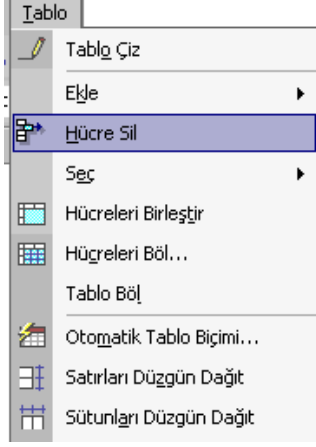 Tablo
Tablo Çiz
Ekle
Hücre Sil
Seç
Hücreleri Birleştir
Hücreleri Böl...
Tablo Böl
Otomatik Tablo Biçimi...
Satırları Düzgün Dağıt
Sütunları Düzgün Dağıt